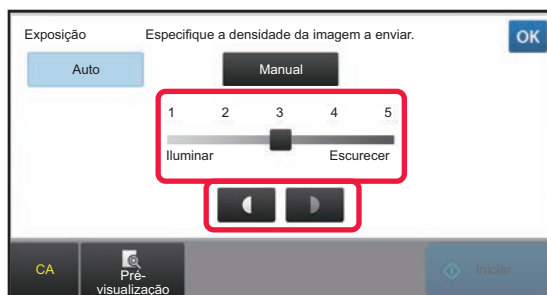 Exposição Especifique a densidade da imagem a enviar. OK
Auto Manual
1 2 3 4 5
Iluminar Escurecer
CA Pré-
visualização Iniciar